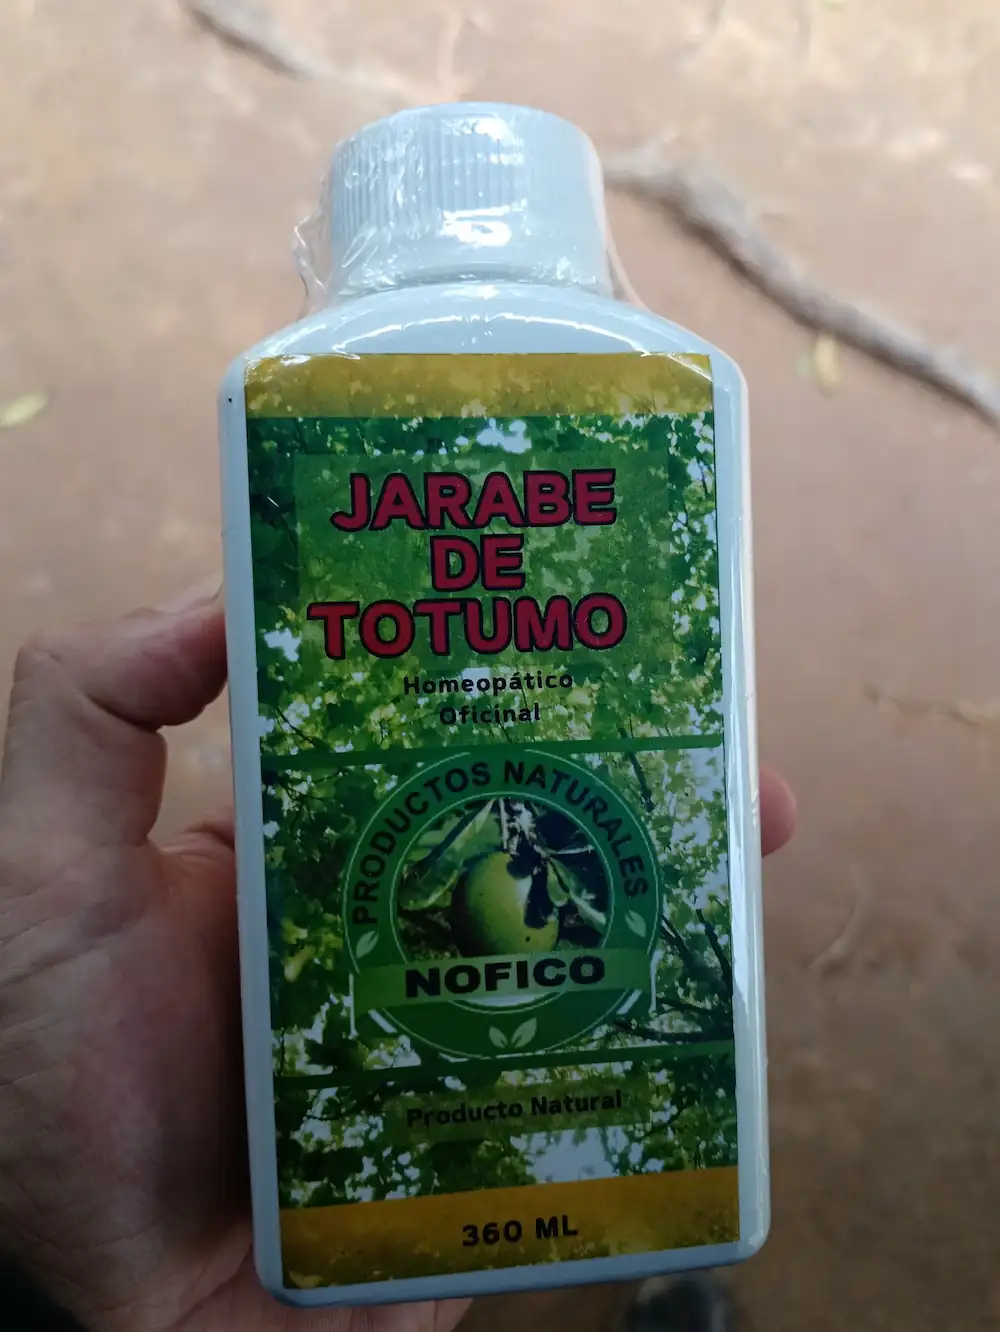 JARABE
DE
TOTUMO
Homeopático
Oficinal
PRODUCTOS NATURALES
NOFICO
Producto Natural
360 ML